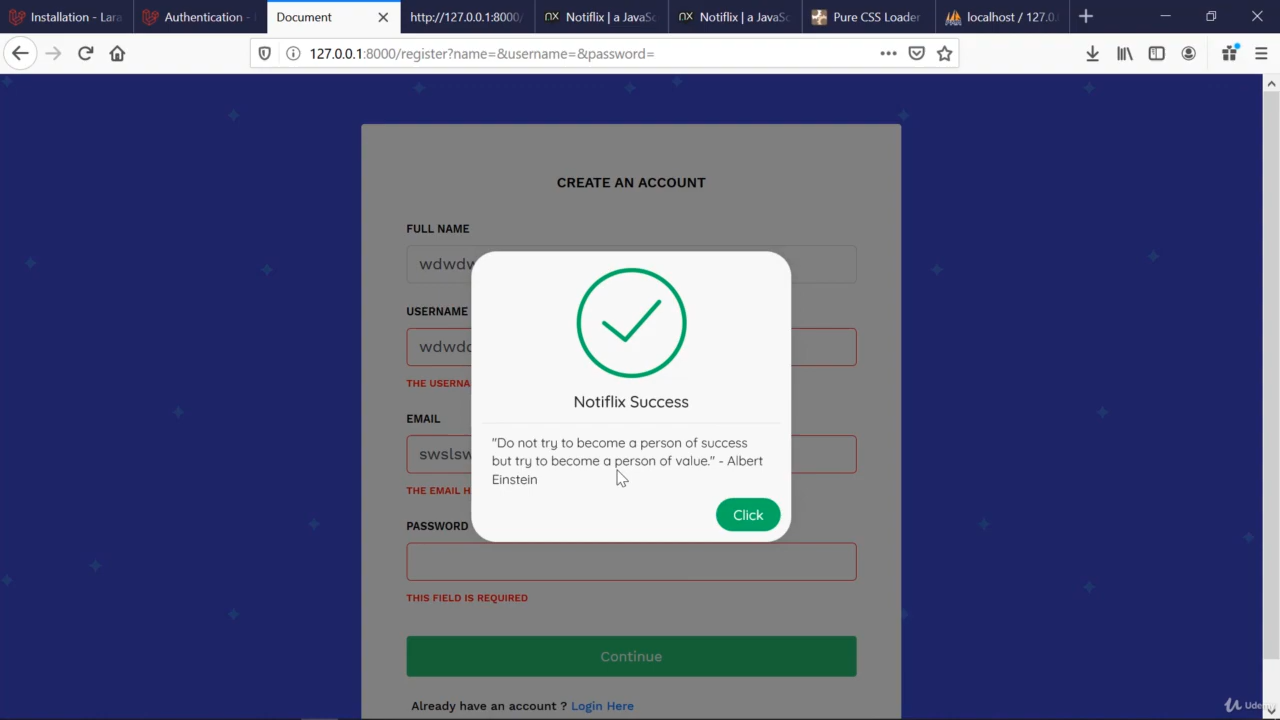 Installation - Lara
Authentication -
Document
http://127.0.0.1:8000/
Notiflix | a JavaSc
Notiflix | a JavaSc
Pure CSS Loader
localhost / 127.0.
127.0.0.1:8000/register?name=&username=&password=
CREATE AN ACCOUNT
FULL NAME
wdwdw
USERNAME
wdwdc
THE USERNA
EMAIL
swslsw
THE EMAIL H
PASSWORD
THIS FIELD IS REQUIRED
Notiflix Success
"Do not try to become a person of success
but try to become a person of value." - Albert
Einstein
Click
Continue
Already have an account ? Login Here
Udemy